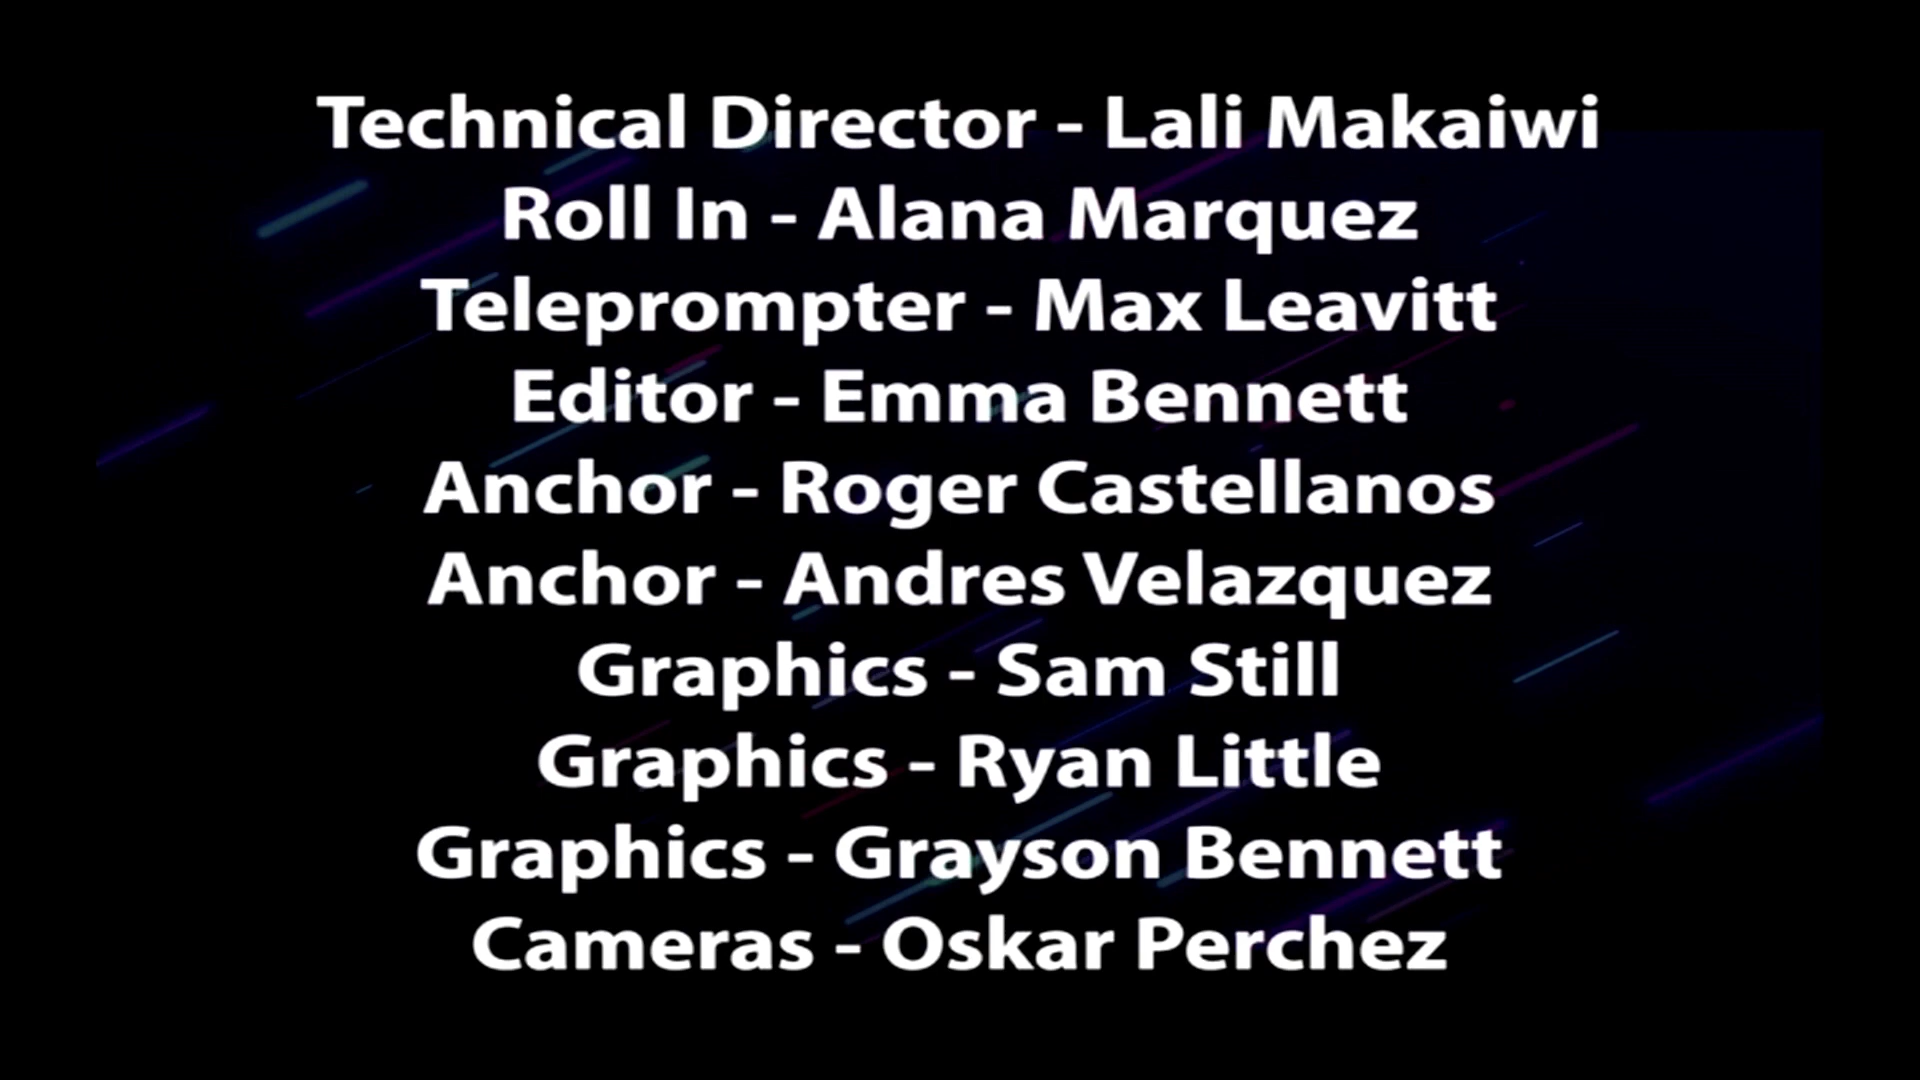 Technical Director - Lali Makaiwi
Roll In - Alana Marquez
Teleprompter - Max Leavitt
Editor - Emma Bennett
Anchor - Roger Castellanos
Anchor - Andres Velazquez
Graphics - Sam Still
Graphics - Ryan Little
Graphics - Grayson Bennett
Cameras - Oskar Perchez